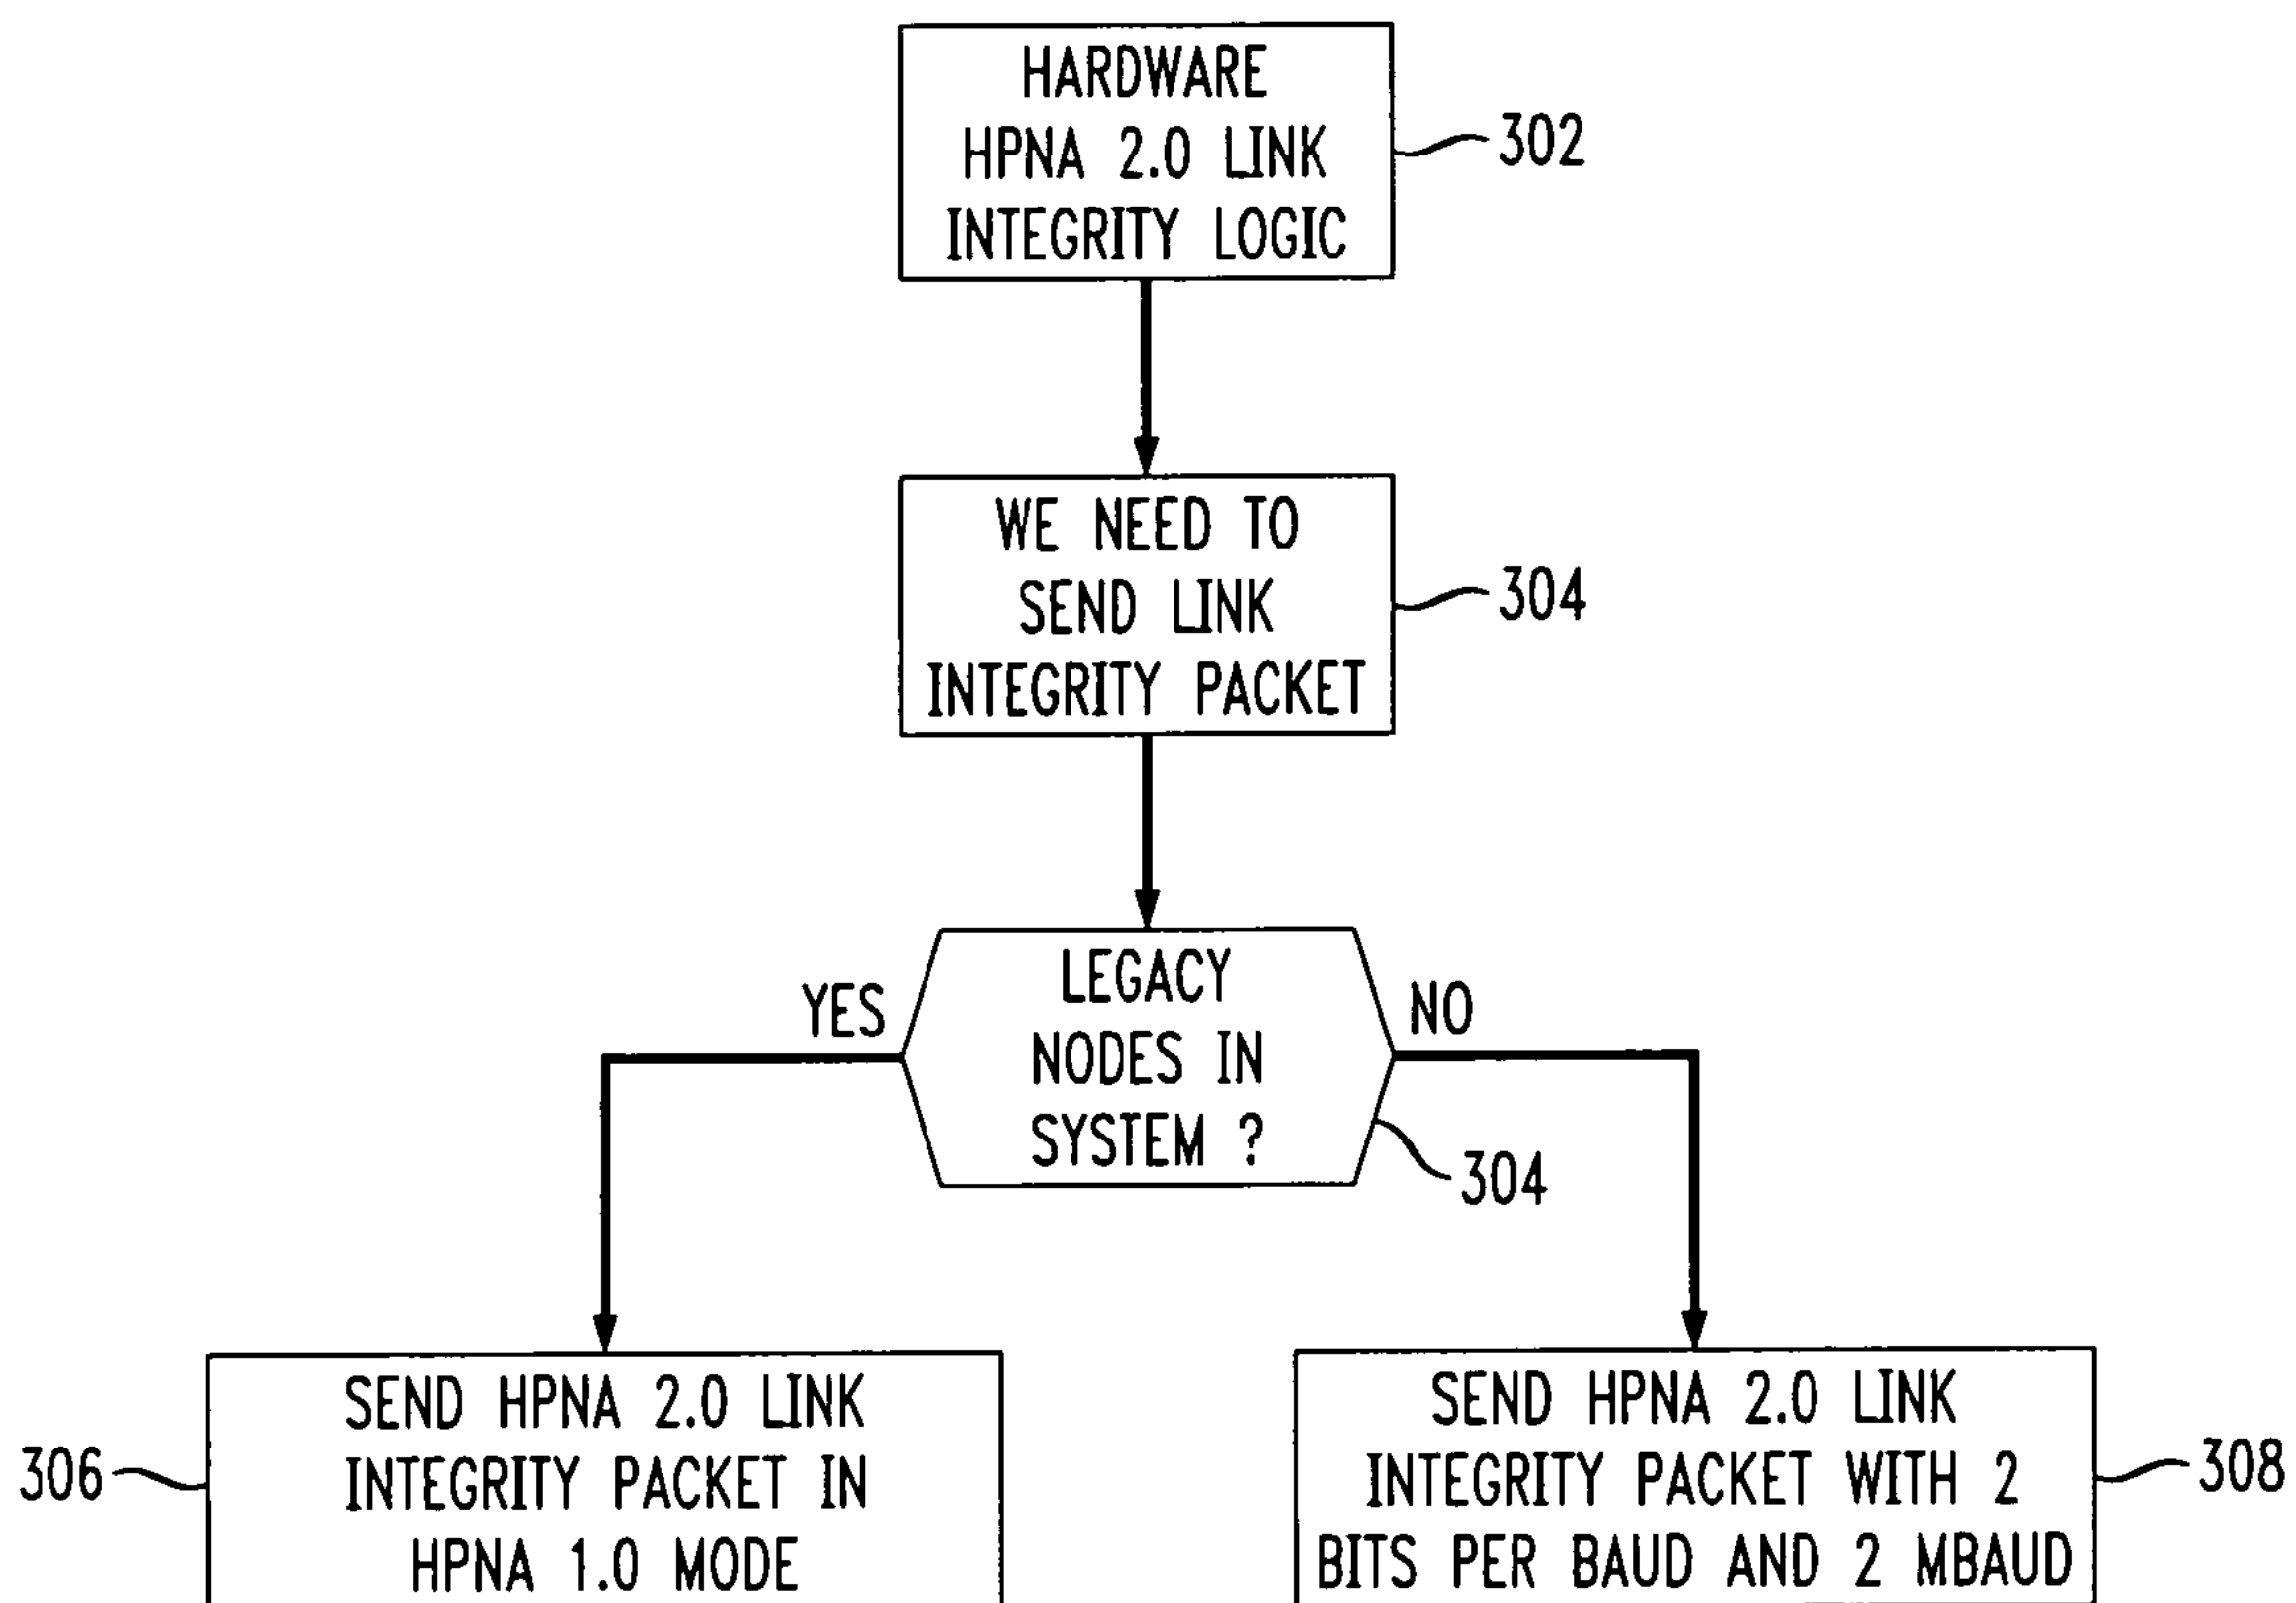 HARDWARE
HPNA 2.0 LINK
INTEGRITY LOGIC
302
WE NEED TO
SEND LINK
INTEGRITY PACKET
304
LEGACY
NODES IN
SYSTEM ?
YES
NO
304
SEND HPNA 2.0 LINK
INTEGRITY PACKET IN
HPNA 1.0 MODE
306
SEND HPNA 2.0 LINK
INTEGRITY PACKET WITH 2
BITS PER BAUD AND 2 MBAUD
308